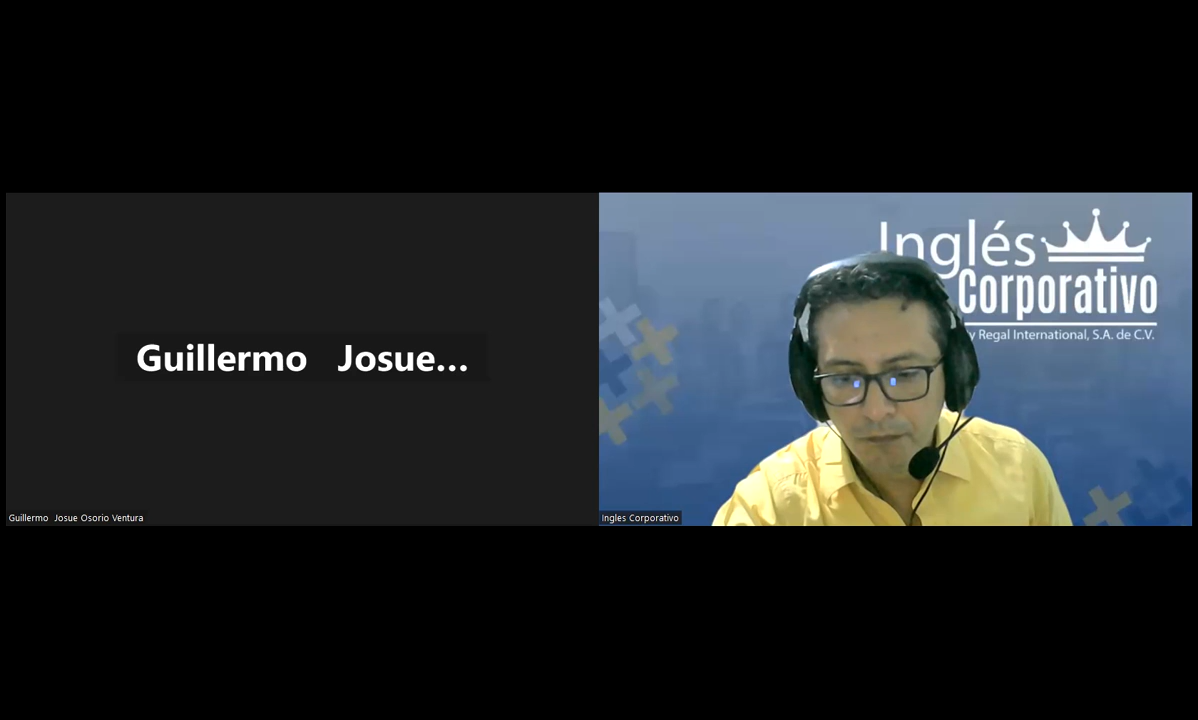 Guillermo Josue...
Guillermo Josue Osorio Ventura
Inglés
Corporativo
y Regal International, S.A. de C.V.
Ingles Corporativo